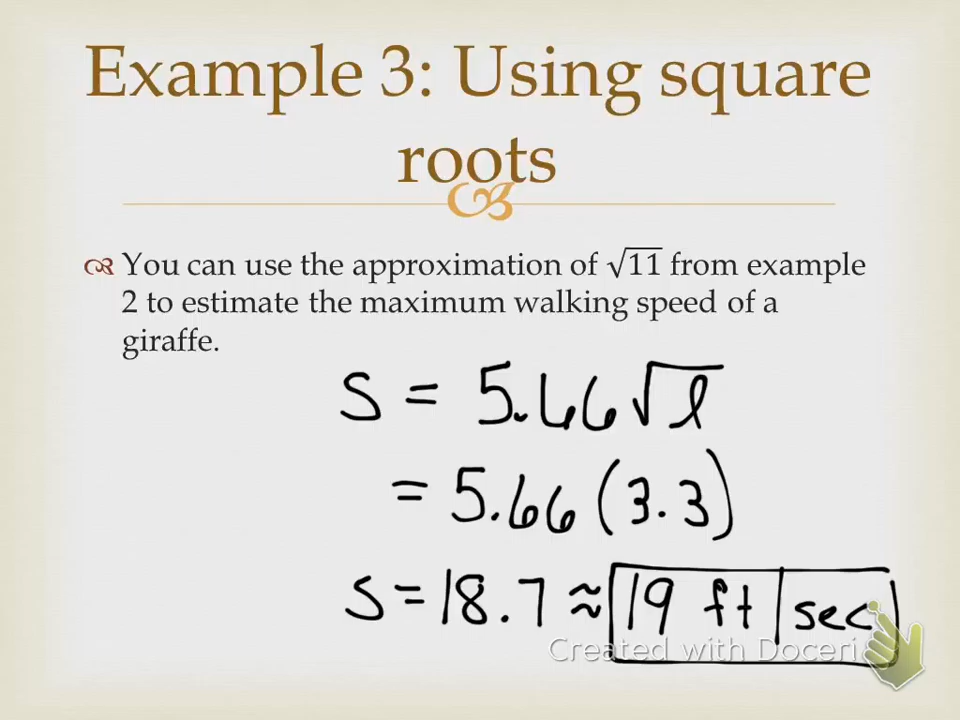 Example 3: Using square
roots
You can use the approximation of √11 from example
2 to estimate the maximum walking speed of a
giraffe.
S = 5.66√l
= 5.66 (3.3)
S = 18.7 ≈ 19 ft/sec
Created with Doceri